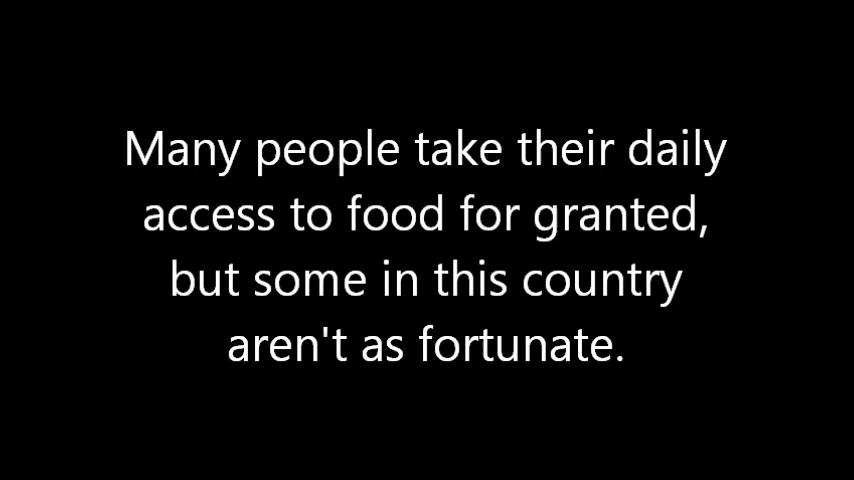 Many people take their daily
access to food for granted,
but some in this country
aren't as fortunate.